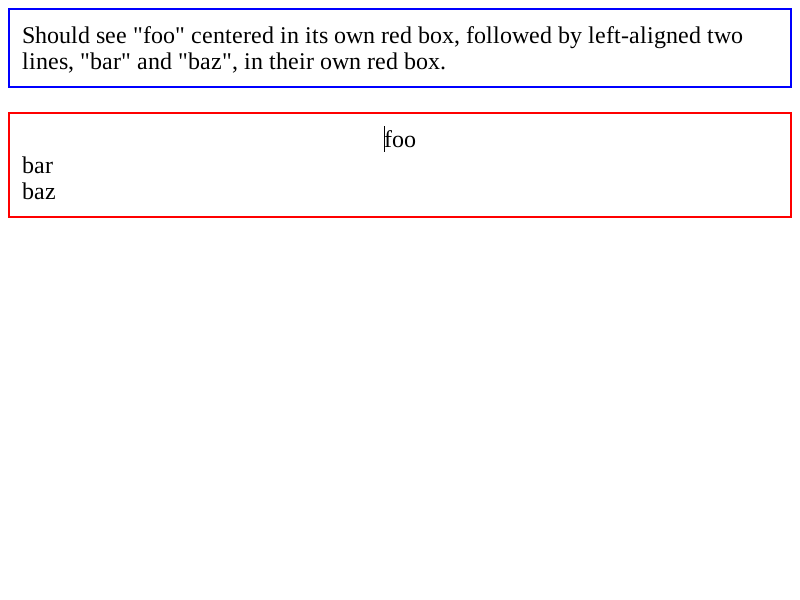 Should see "foo" centered in its own red box, followed by left-aligned two
lines, "bar" and "baz", in their own red box.
foo
bar
baz